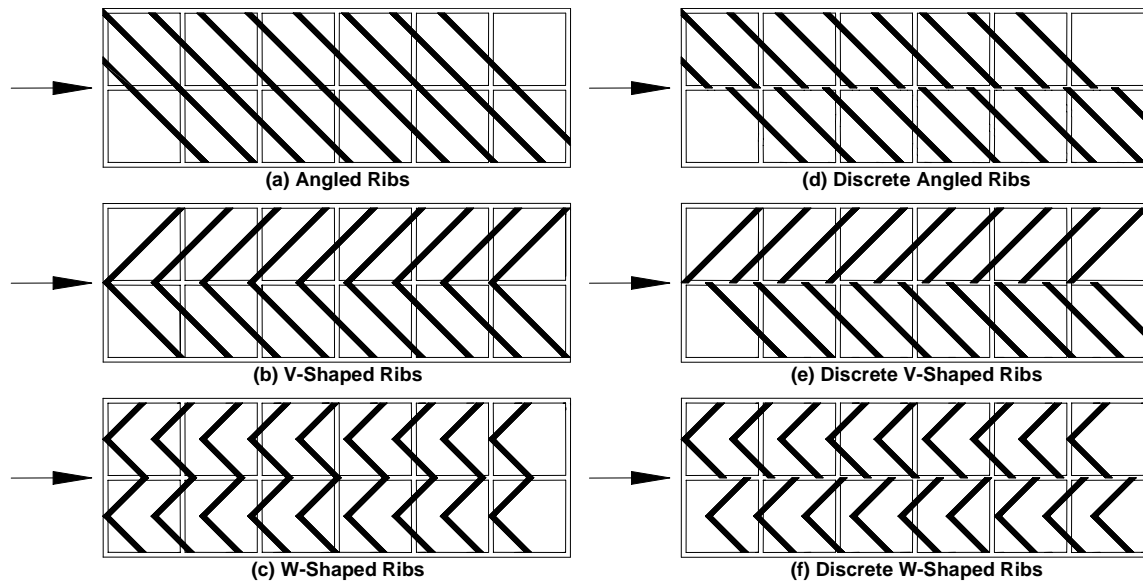 (a) Angled Ribs
(d) Discrete Angled Ribs
(b) V-Shaped Ribs
(e) Discrete V-Shaped Ribs
(c) W-Shaped Ribs
(f) Discrete W-Shaped Ribs